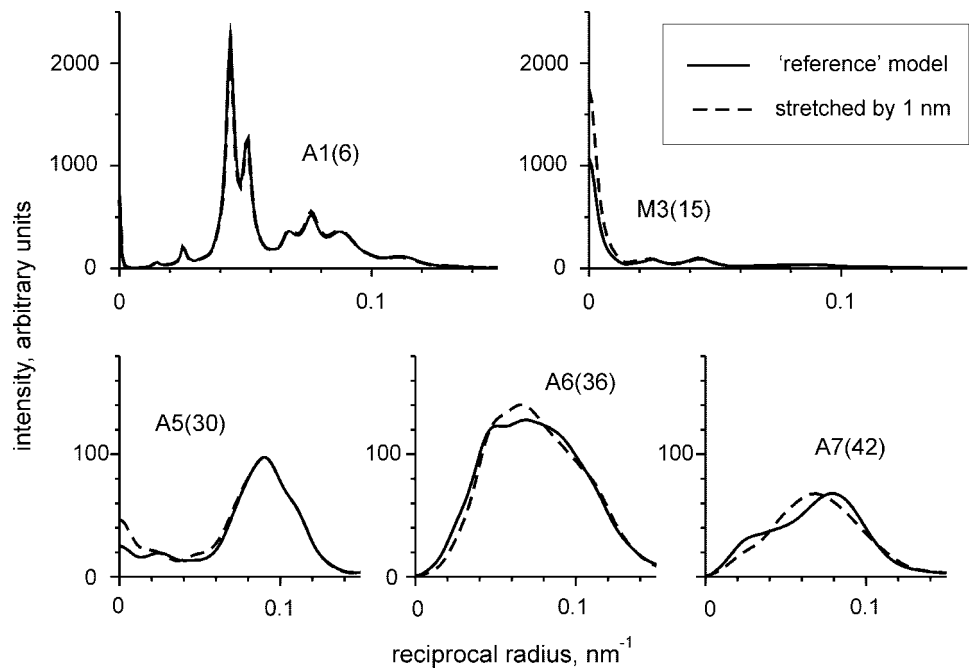 2000
1000
0
0
0.1
A1(6)
2000
1000
0
0
0.1
M3(15)
'reference' model
stretched by 1 nm
intensity, arbitrary units
100
0
0
0.1
A5(30)
100
0
0
0.1
A6(36)
100
0
0
0.1
A7(42)
reciprocal radius, nm⁻¹